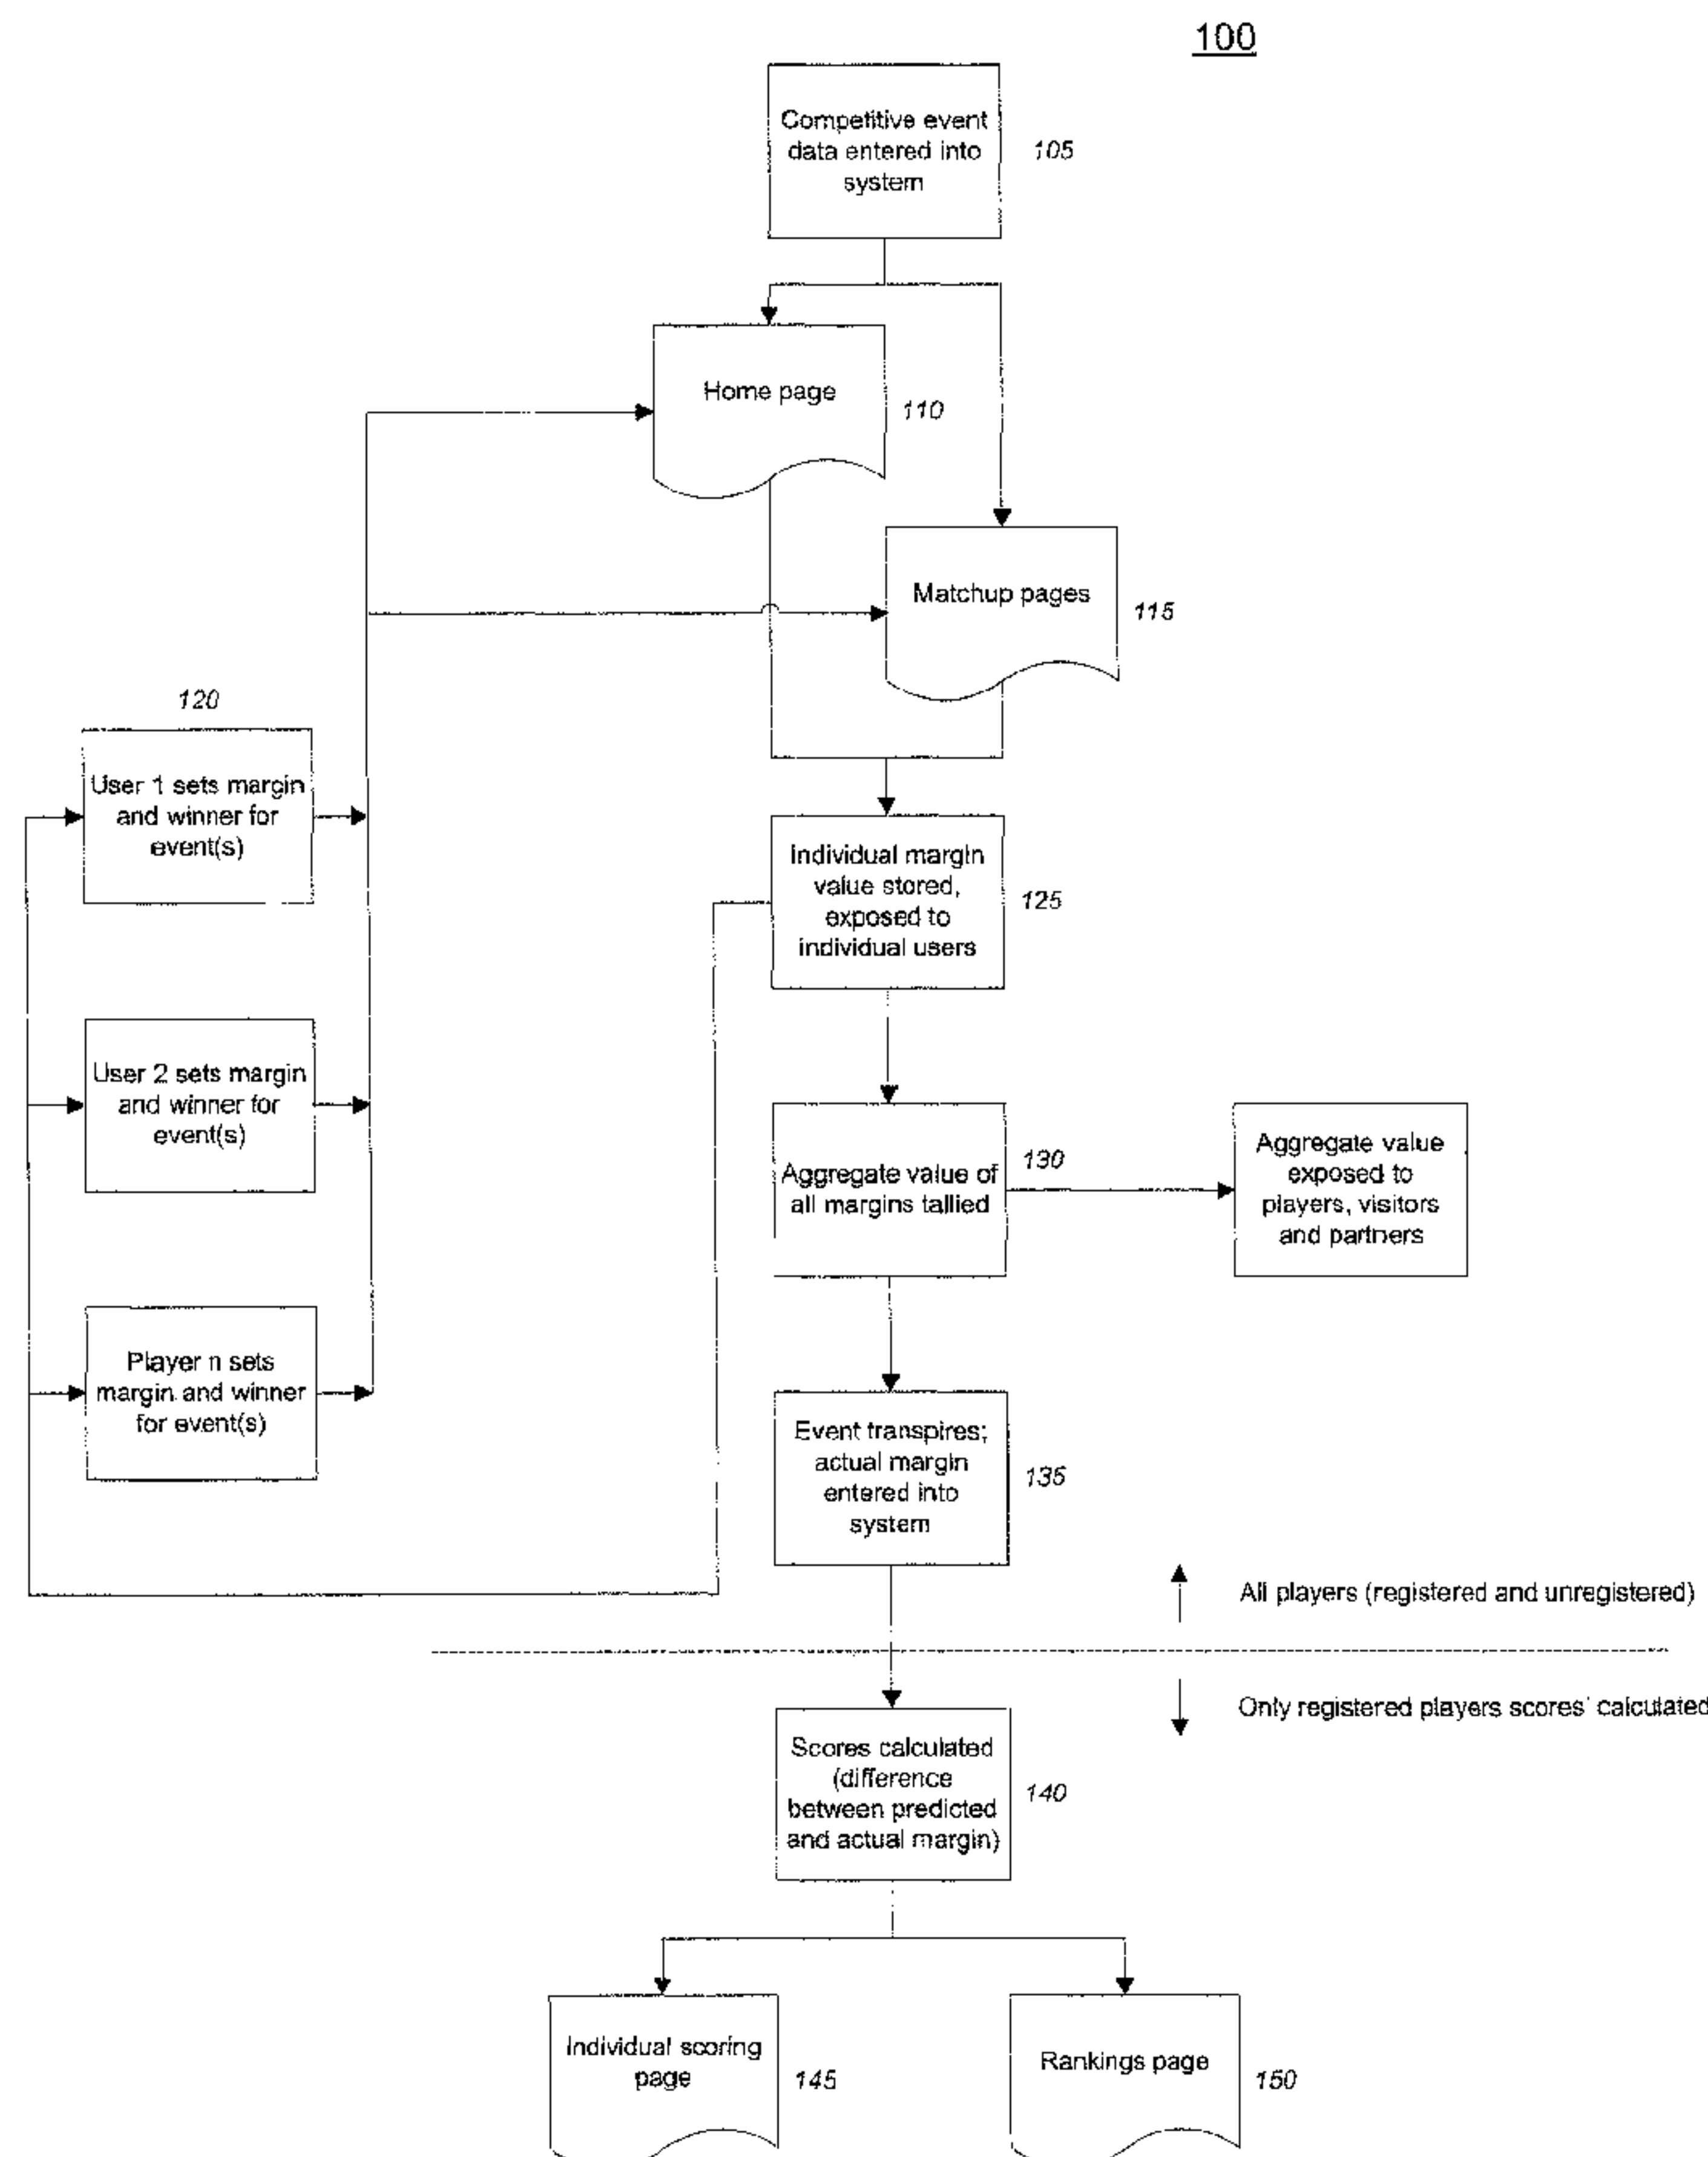 100
Competitive event
data entered into
system
105
Home page
110
Matchup pages
115
120
User 1 sets margin
and winner for
event(s)
Individual margin
value stored,
exposed to
individual users
125
User 2 sets margin
and winner for
event(s)
Aggregate value of
all margins tallied
130
Aggregate value
exposed to
players, visitors
and partners
Player n sets
margin and winner
for event(s)
Event transpires;
actual margin
entered into
system
135
All players (registered and unregistered)
Only registered players scores' calculated
Scores calculated
(difference
between predicted
and actual margin)
140
Individual scoring
page
145
Rankings page
150